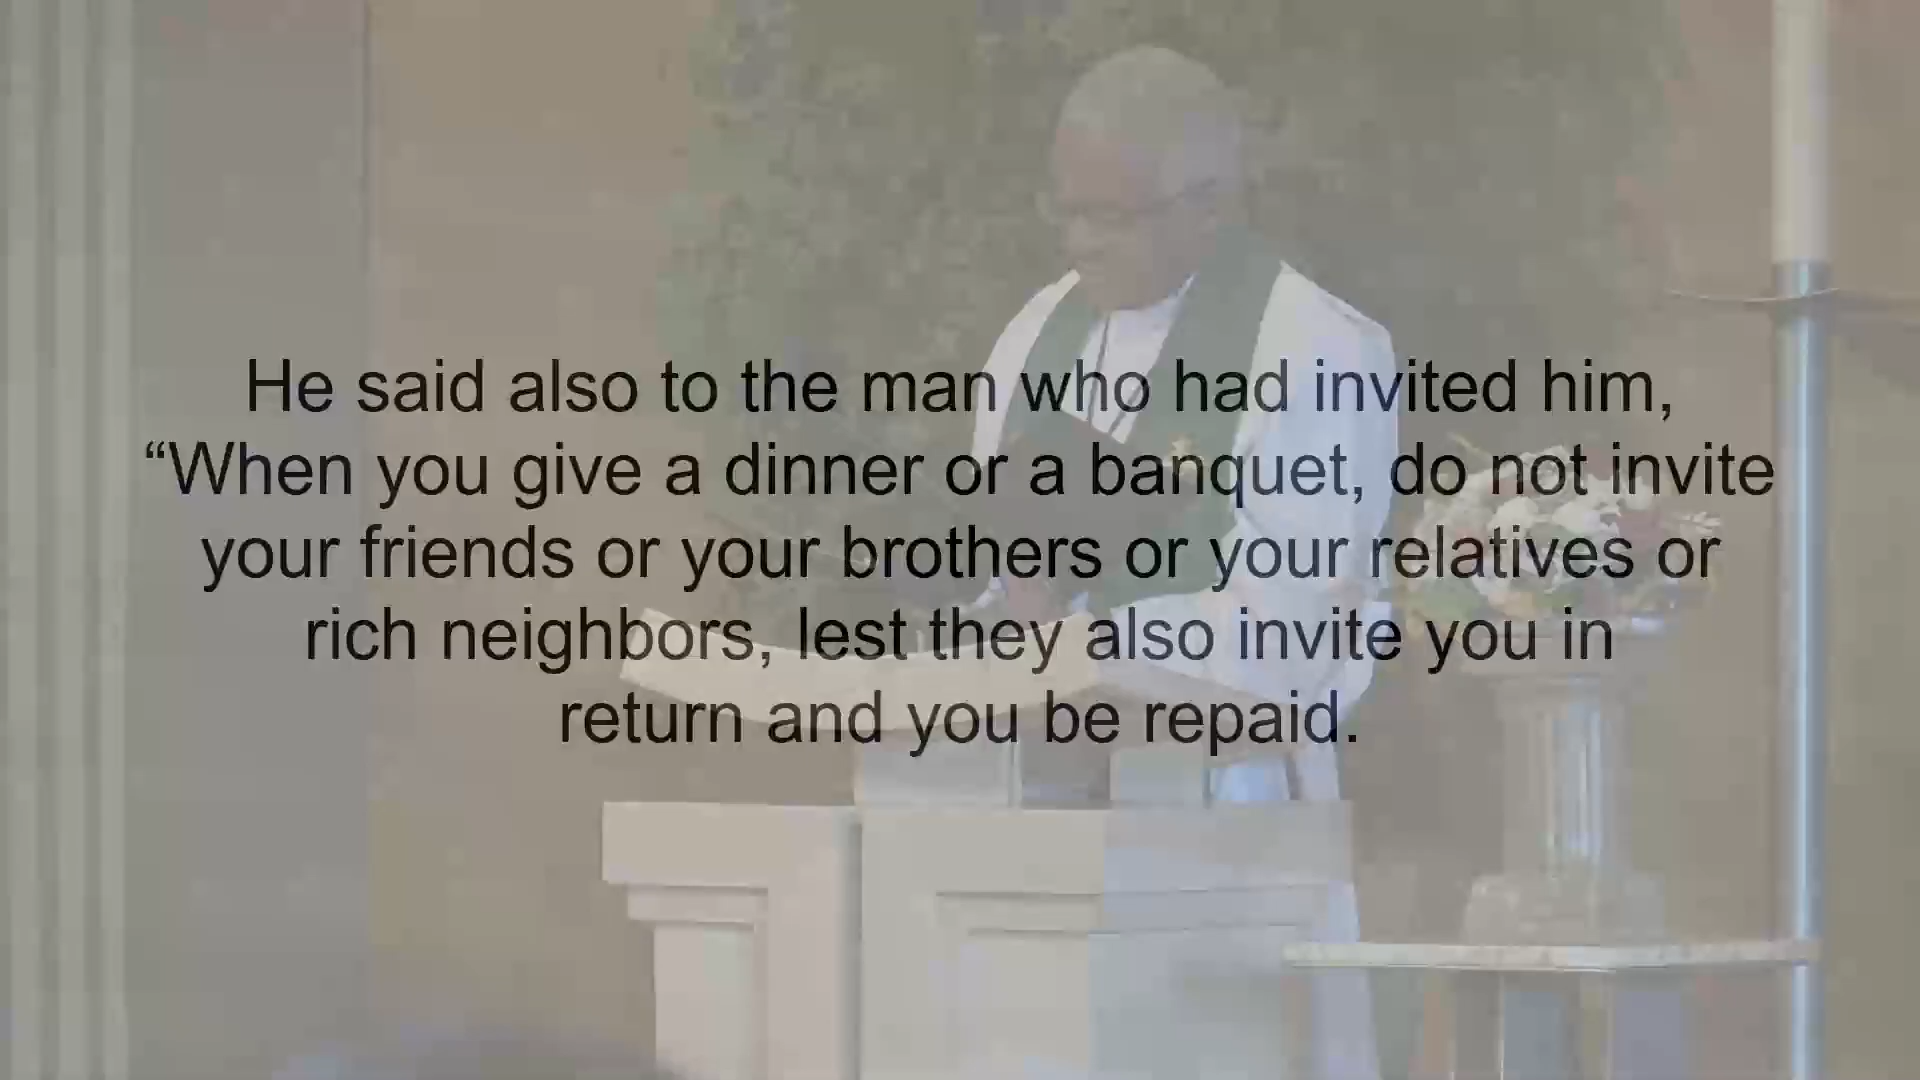 He said also to the man who had invited him,
“When you give a dinner or a banquet, do not invite
your friends or your brothers or your relatives or
rich neighbors, lest they also invite you in
return and you be repaid.